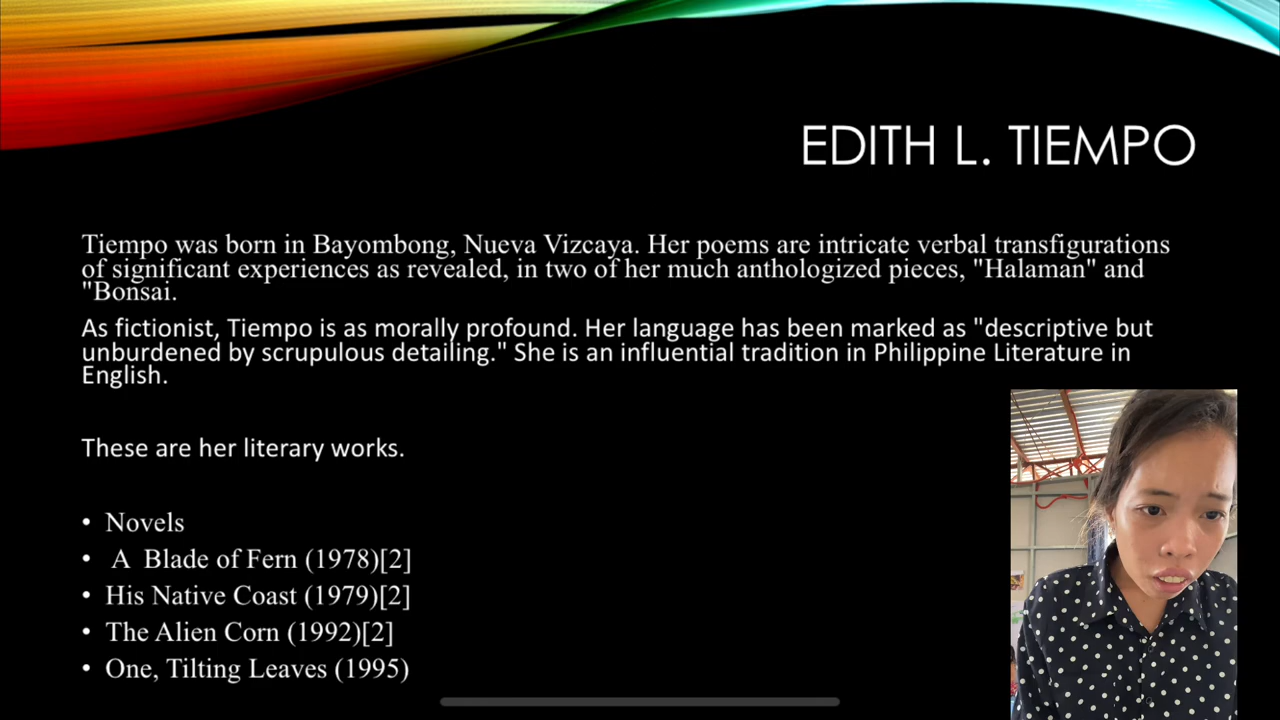 EDITH L. TIEMPO
Tiempo was born in Bayombong, Nueva Vizcaya. Her poems are intricate verbal transfigurations
of significant experiences as revealed, in two of her much anthologized pieces, "Halaman" and
"Bonsai.
As fictionist, Tiempo is as morally profound. Her language has been marked as "descriptive but
unburdened by scrupulous detailing." She is an influential tradition in Philippine Literature in
English.
These are her literary works.
• Novels
• A Blade of Fern (1978)[2]
• His Native Coast (1979)[2]
• The Alien Corn (1992)[2]
• One, Tilting Leaves (1995)